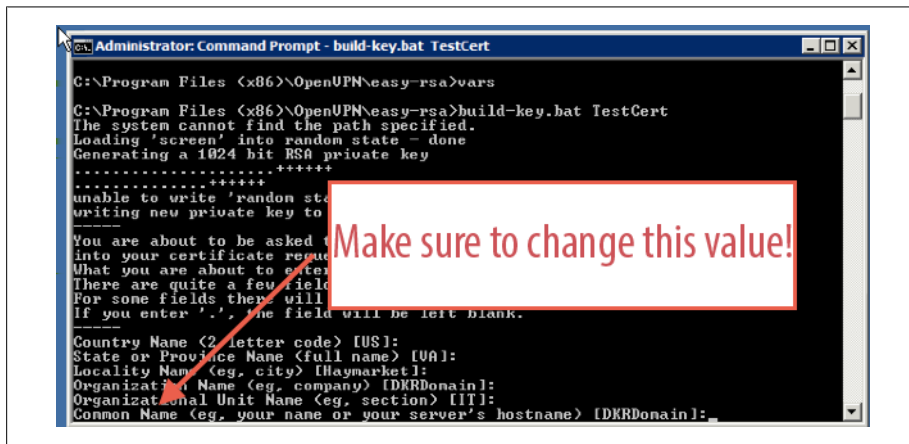 Administrator: Command Prompt - build-key.bat TestCert
C:\Program Files (x86)\OpenVPN\easy-rsa>vars
C:\Program Files (x86)\OpenVPN\easy-rsa>build-key.bat TestCert
The system cannot find the path specified.
Loading 'screen' into random state - done
Generating a 1024 bit RSA private key
......................++++++
...............++++++
unable to write 'random sta
writing new private key to
-----
You are about to be asked
into your certificate reque
What you are about to enter
There are quite a few field
For some fields there will
If you enter '.', the field will be left blank.
-----
Make sure to change this value!
Country Name (2 letter code) [US]:
State or Province Name (full name) [VA]:
Locality Name (eg, city) [Haymarket]:
Organization Name (eg, company) [DKRDomain]:
Organizational Unit Name (eg, section) [IT]:
Common Name (eg, your name or your server's hostname) [DKRDomain]:_